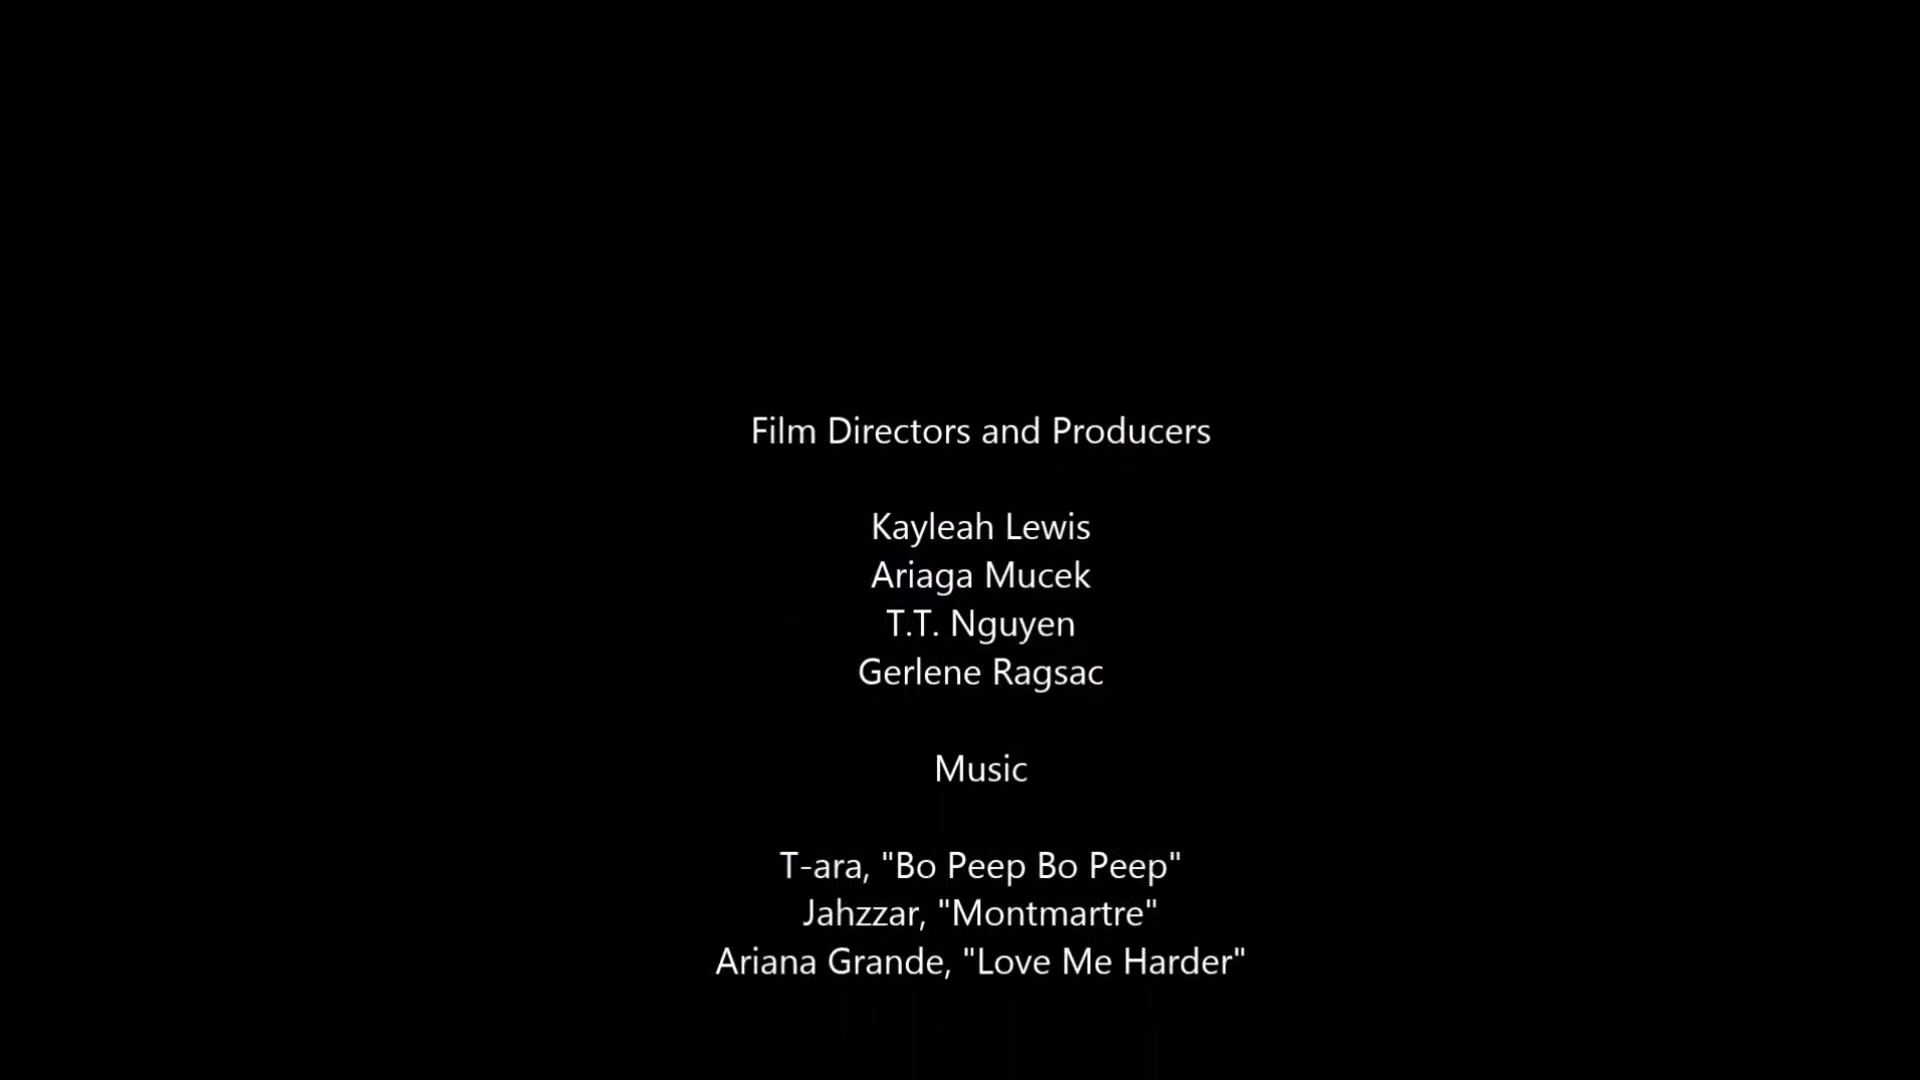 Film Directors and Producers
Kayleah Lewis
Ariaga Mucek
T.T. Nguyen
Gerlene Ragsac
Music
T-ara, "Bo Peep Bo Peep"
Jahzzar, "Montmartre"
Ariana Grande, "Love Me Harder"